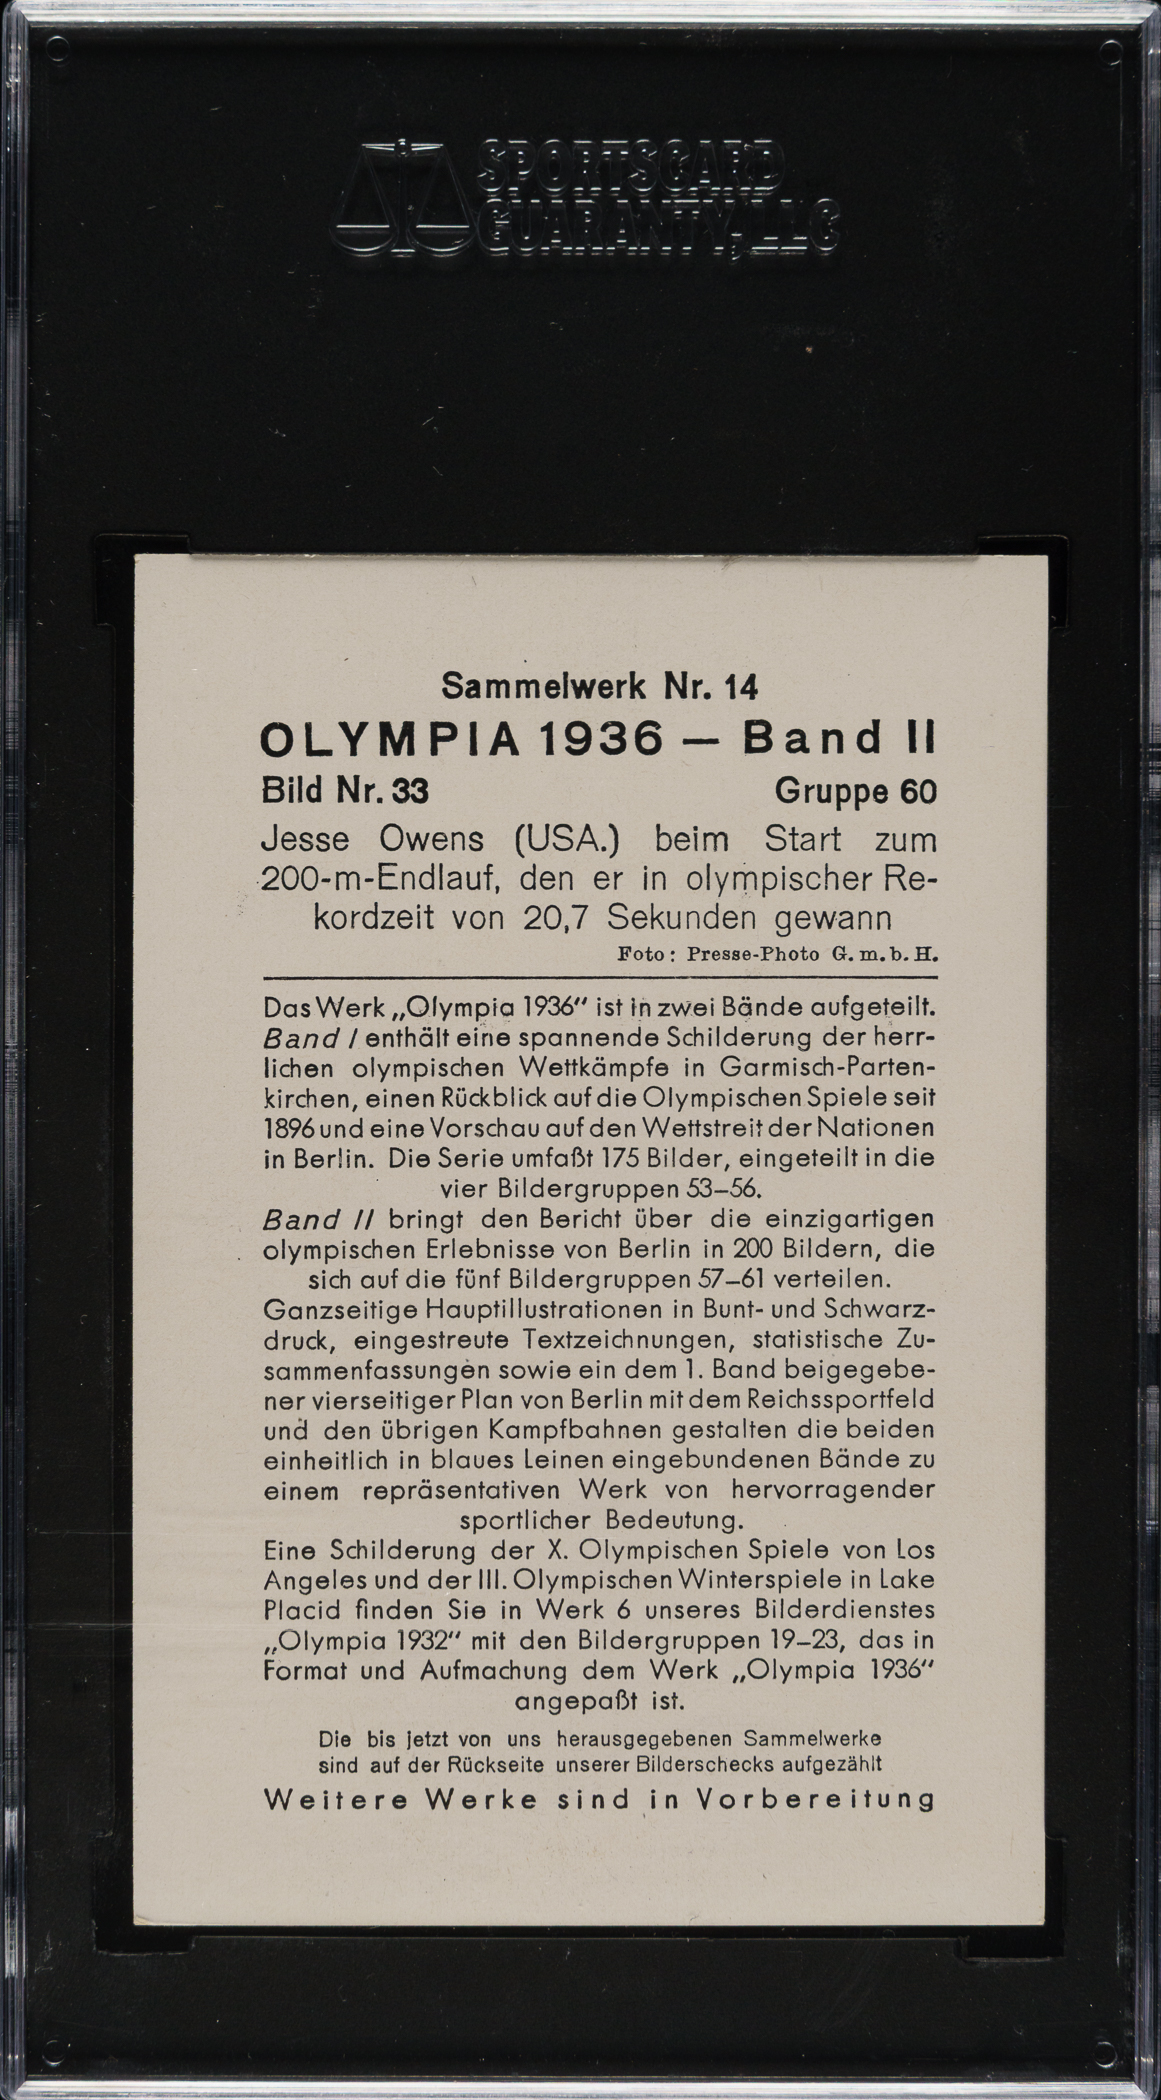 SPORTSCARD
GUARANTY, LLC
Sammelwerk Nr. 14
OLYMPIA 1936 — Band II
Bild Nr. 33 Gruppe 60
Jesse Owens (USA.) beim Start zum
200-m-Endlauf, den er in olympischer Re-
kordzeit von 20,7 Sekunden gewann
Foto: Presse-Photo G. m. b. H.
Das Werk „Olympia 1936“ ist in zwei Bände aufgeteilt.
Band I enthält eine spannende Schilderung der herr-
lichen olympischen Wettkämpfe in Garmisch-Parten-
kirchen, einen Rückblick auf die Olympischen Spiele seit
1896 und eine Vorschau auf den Wettstreit der Nationen
in Berlin. Die Serie umfaßt 175 Bilder, eingeteilt in die
vier Bildergruppen 53–56.
Band II bringt den Bericht über die einzigartigen
olympischen Erlebnisse von Berlin in 200 Bildern, die
sich auf die fünf Bildergruppen 57–61 verteilen.
Ganzseitige Hauptillustrationen in Bunt- und Schwarz-
druck, eingestreute Textzeichnungen, statistische Zu-
sammenfassungen sowie ein dem 1. Band beigegebe-
ner vierseitiger Plan von Berlin mit dem Reichssportfeld
und den übrigen Kampfbahnen gestalten die beiden
einheitlich in blaues Leinen eingebundenen Bände zu
einem repräsentativen Werk von hervorragender
sportlicher Bedeutung.
Eine Schilderung der X. Olympischen Spiele von Los
Angeles und der III. Olympischen Winterspiele in Lake
Placid finden Sie in Werk 6 unseres Bilderdienstes
„Olympia 1932“ mit den Bildergruppen 19–23, das in
Format und Aufmachung dem Werk „Olympia 1936“
angepaßt ist.
Die bis jetzt von uns herausgegebenen Sammelwerke
sind auf der Rückseite unserer Bilderschecks aufgezählt
Weitere Werke sind in Vorbereitung